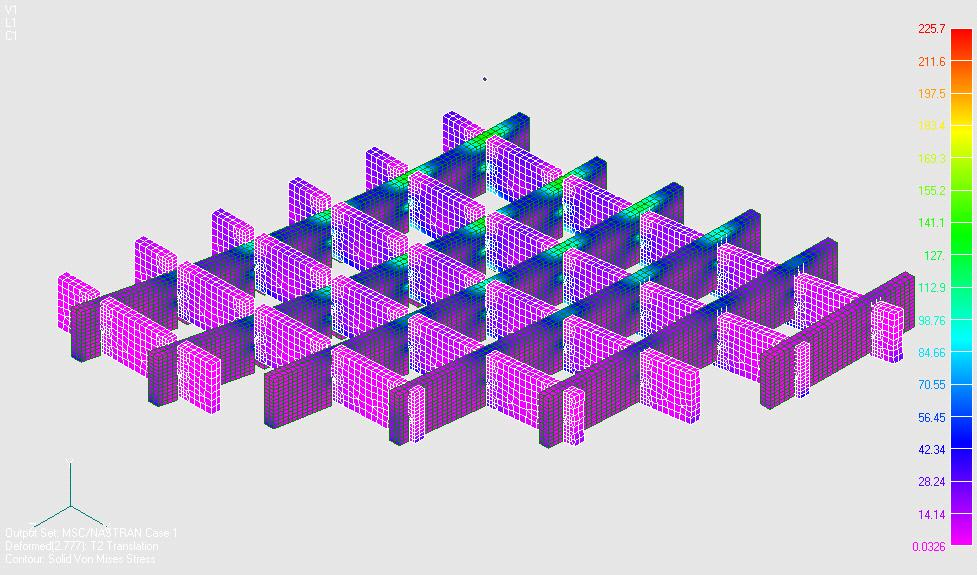 V1
L1
C1
225.7
211.6
197.5
183.4
169.3
155.2
141.1
127.
112.9
98.76
84.66
70.55
56.45
42.34
28.24
14.14
0.0326
Output Set: MSC/NASTRAN Case 1
Deformed(2.777): T2 Translation
Contour: Solid Von Mises Stress